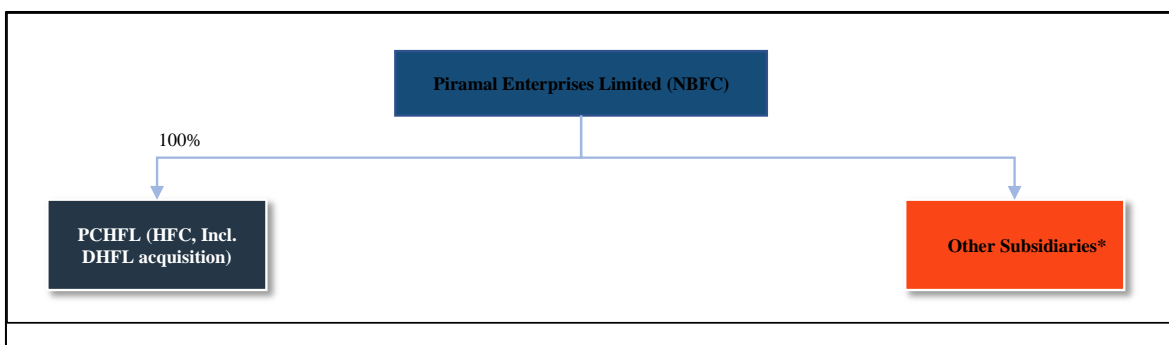 Piramal Enterprises Limited (NBFC)
100%
PCHFL (HFC, Incl.
DHFL acquisition)
Other Subsidiaries*